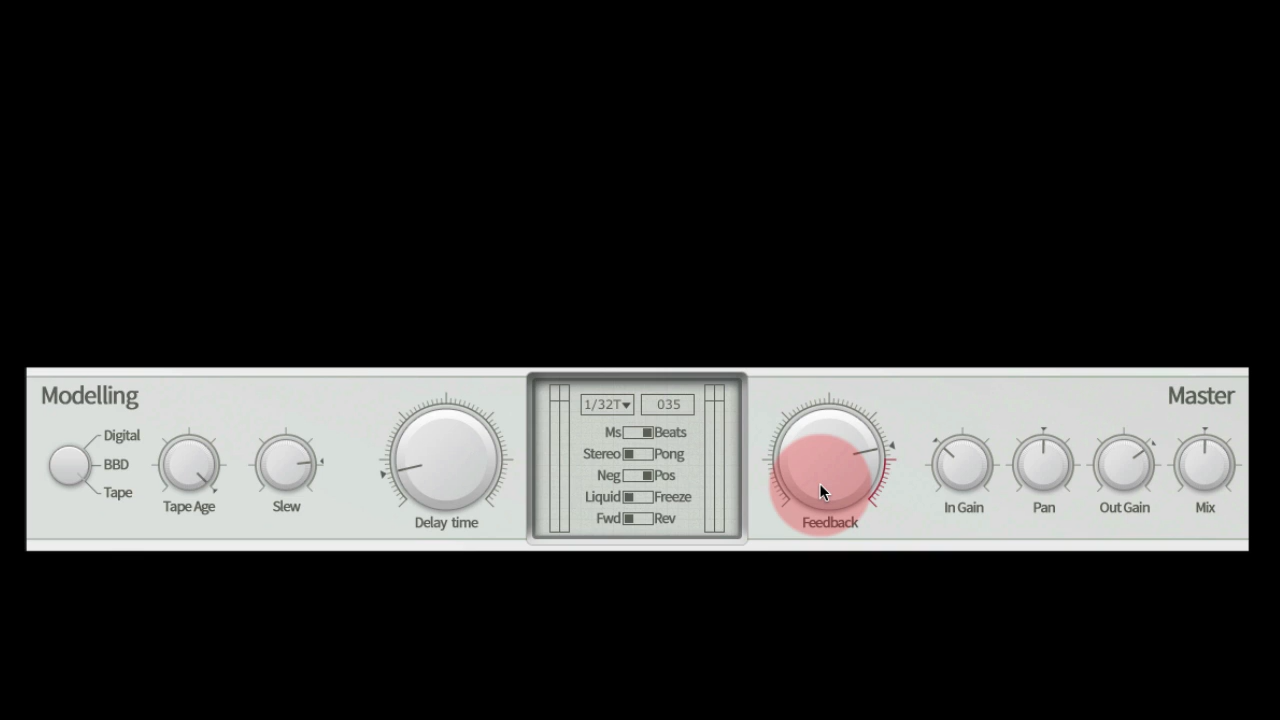 Modelling
Digital
BBD
Tape
Tape Age
Slew
Delay time
1/32T 035
Ms Beats
Stereo Pong
Neg Pos
Liquid Freeze
Fwd Rev
Feedback
Master
In Gain
Pan
Out Gain
Mix